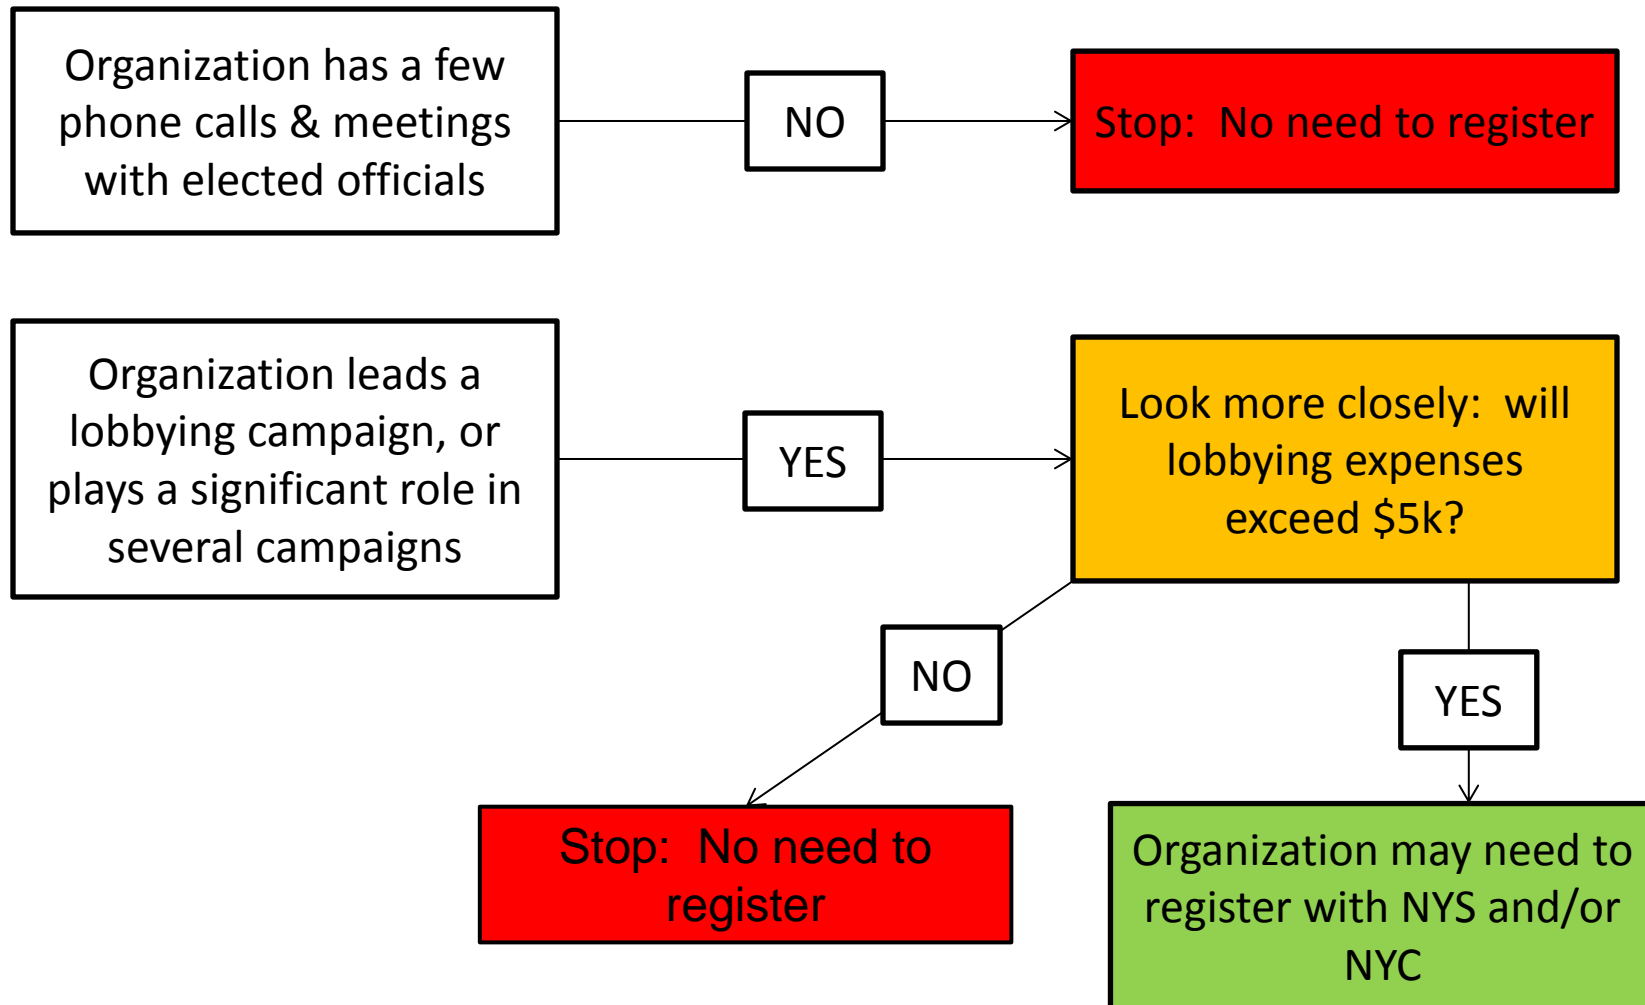 Organization has a few
phone calls & meetings
with elected officials
NO
Stop: No need to register
Organization leads a
lobbying campaign, or
plays a significant role in
several campaigns
YES
Look more closely: will
lobbying expenses
exceed $5k?
NO
YES
Stop: No need to
register
Organization may need to
register with NYS and/or
NYC